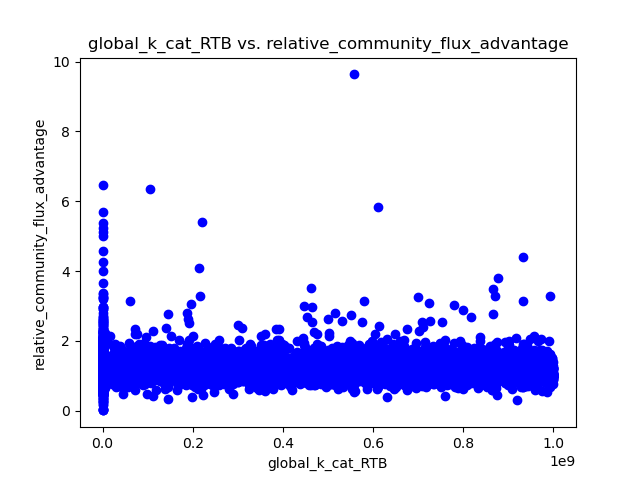 global_k_cat_RTB vs. relative_community_flux_advantage
relative_community_flux_advantage
10
8
6
4
2
0
0.0 0.2 0.4 0.6 0.8 1.0
1e9
global_k_cat_RTB